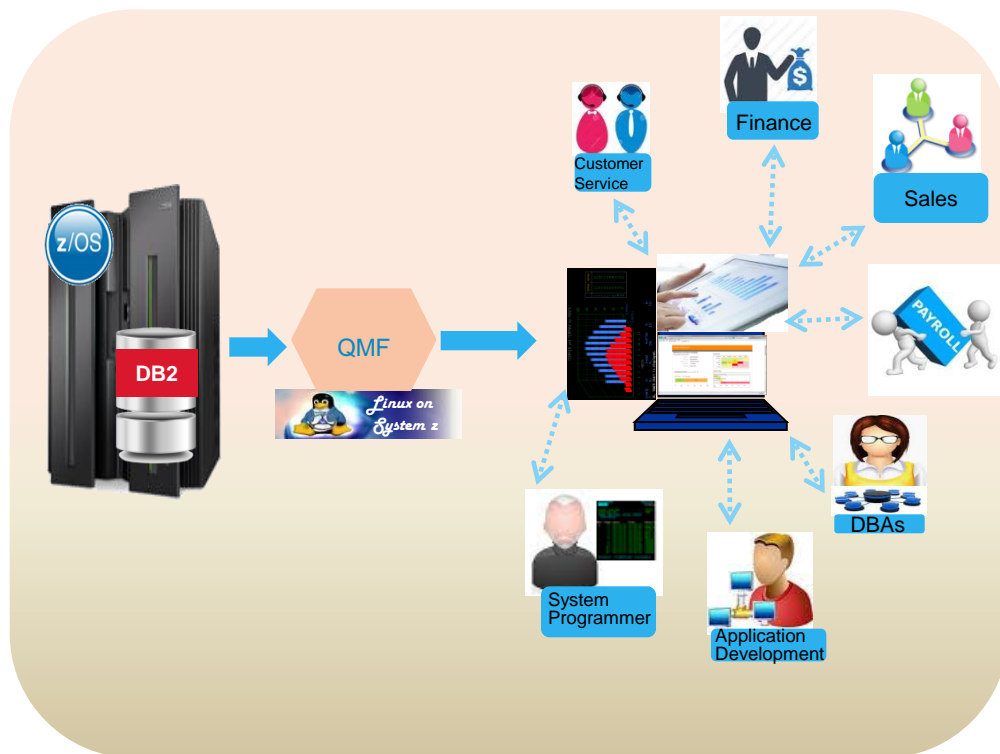 Finance
Customer
Service
Sales
z/OS
QMF
PAYROLL
DB2
Linux on
System z
DBAs
System
Programmer
Application
Development